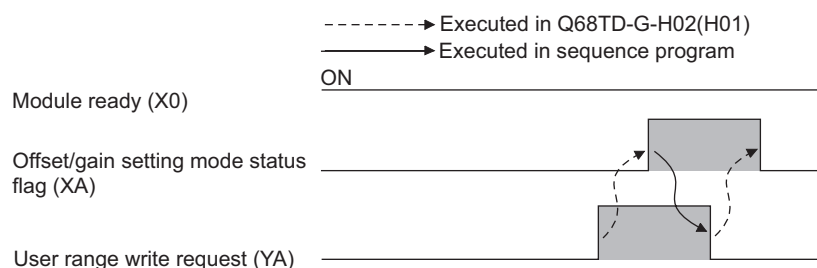 Executed in Q68TD-G-H02(H01)
Executed in sequence program
ON
Module ready (X0)
Offset/gain setting mode status
flag (XA)
User range write request (YA)